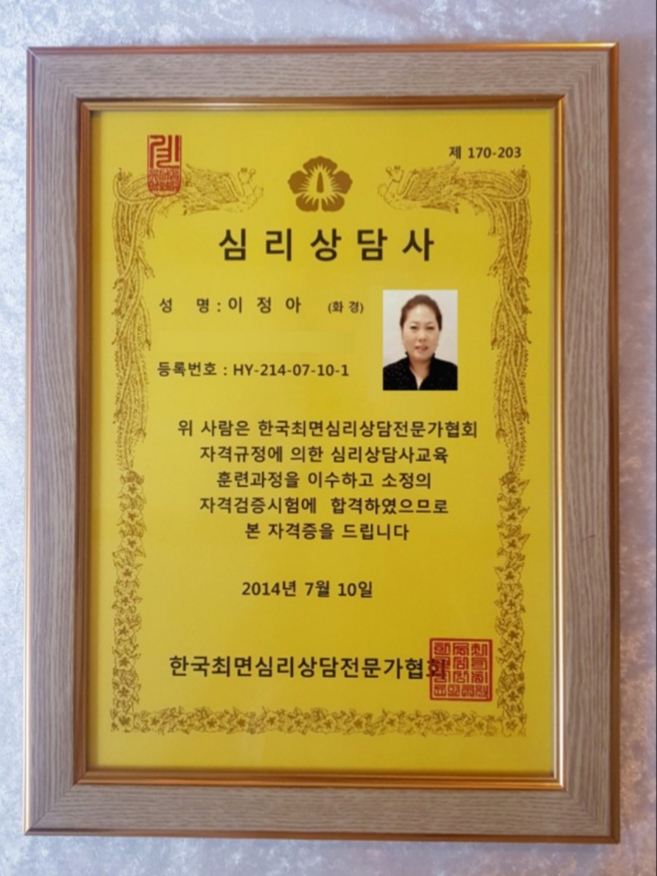 제 170-203
심리상담사
성 명 : 이 정 아 (화 경)
등록번호 : HY-214-07-10-1
위 사람은 한국최면심리상담전문가협회
자격규정에 의한 심리상담사교육
훈련과정을 이수하고 소정의
자격검증시험에 합격하였으므로
본 자격증을 드립니다
2014년 7월 10일
한국최면심리상담전문가협회